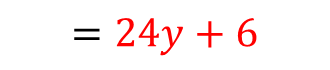 = 24y + 6